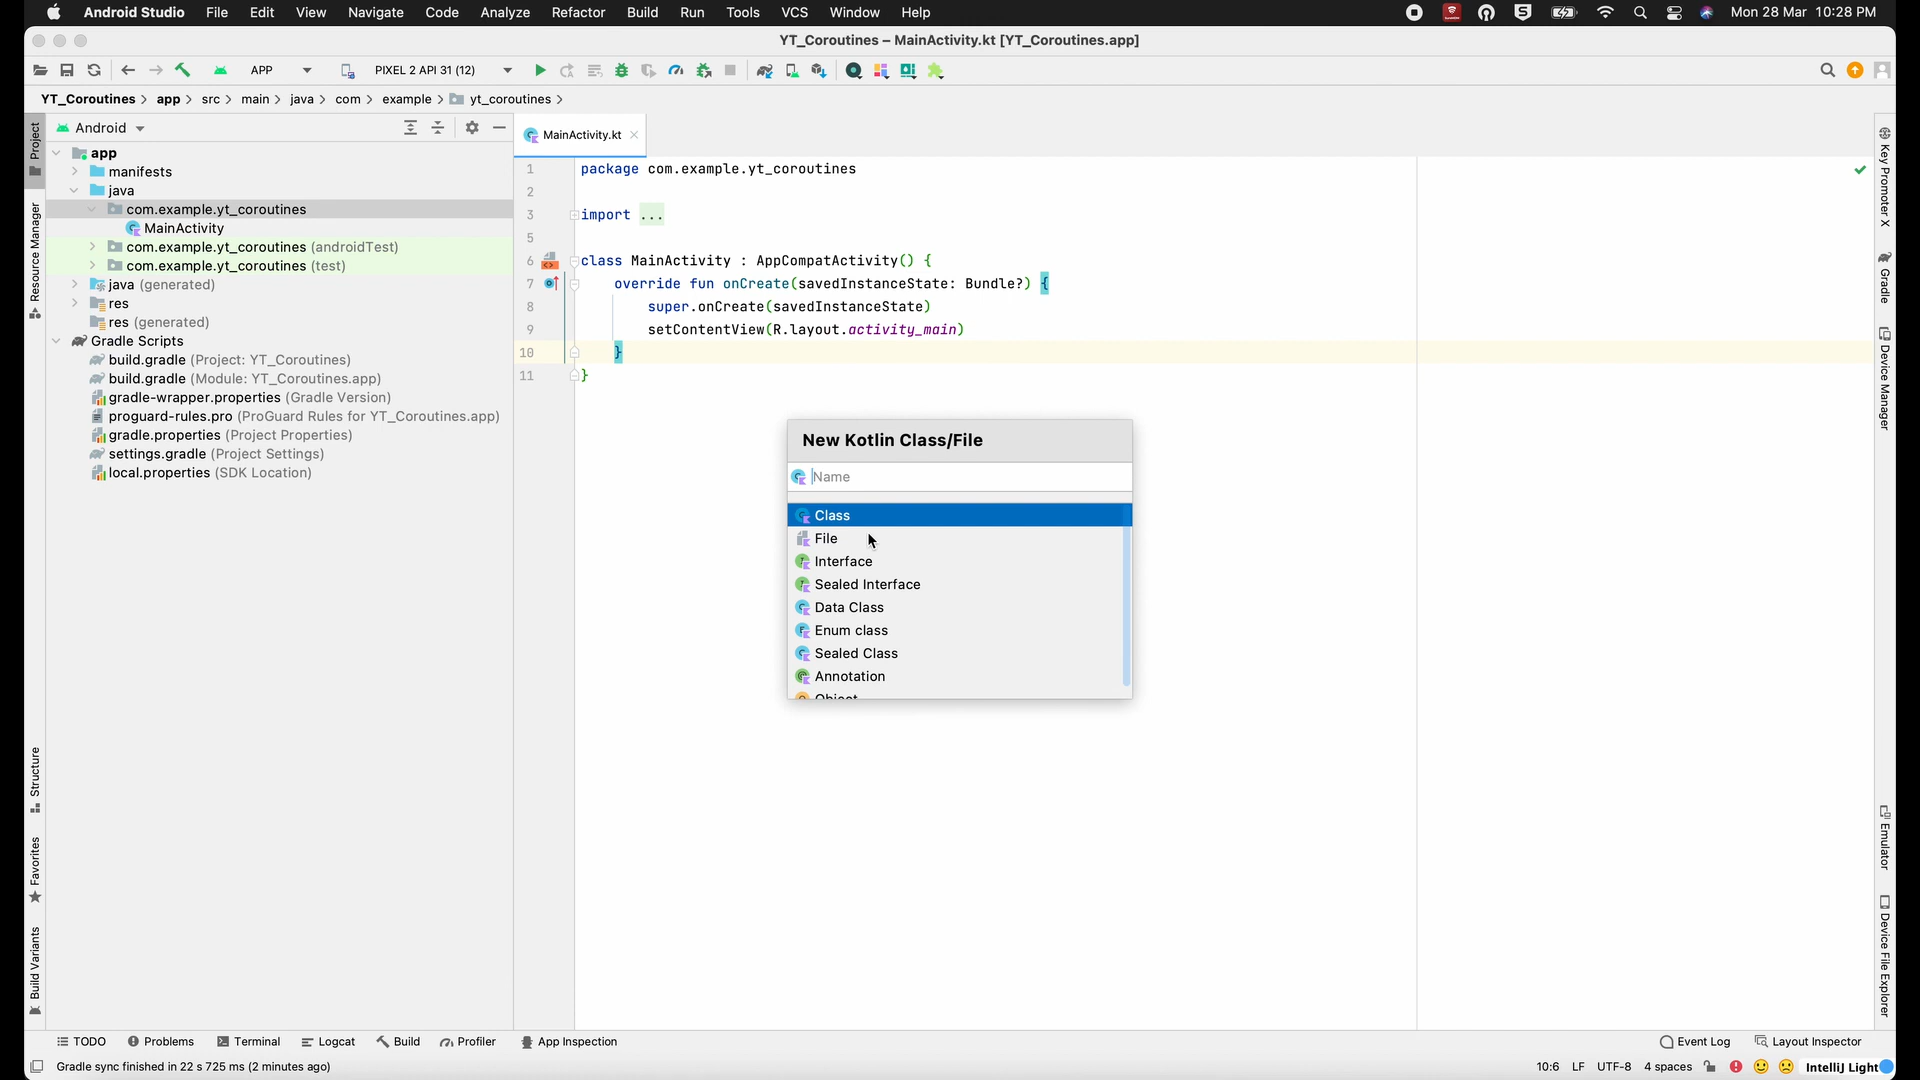 Android Studio File Edit View Navigate Code Analyze Refactor Build Run Tools VCS Window Help Mon 28 Mar 10:28 PM
YT_Coroutines – MainActivity.kt [YT_Coroutines.app]
APP PIXEL 2 API 31 (12)
YT_Coroutines app src main java com example yt_coroutines
Project
Resource Manager
Structure
Favorites
Build Variants
Android
app
manifests
java
com.example.yt_coroutines
MainActivity
com.example.yt_coroutines (androidTest)
com.example.yt_coroutines (test)
java (generated)
res
res (generated)
Gradle Scripts
build.gradle (Project: YT_Coroutines)
build.gradle (Module: YT_Coroutines.app)
gradle-wrapper.properties (Gradle Version)
proguard-rules.pro (ProGuard Rules for YT_Coroutines.app)
gradle.properties (Project Properties)
settings.gradle (Project Settings)
local.properties (SDK Location)
MainActivity.kt
1 package com.example.yt_coroutines
2
3 import ...
5
6 class MainActivity : AppCompatActivity() {
7 override fun onCreate(savedInstanceState: Bundle?) {
8 super.onCreate(savedInstanceState)
9 setContentView(R.layout.activity_main)
10 }
11 }
New Kotlin Class/File
Name
Class
File
Interface
Sealed Interface
Data Class
Enum class
Sealed Class
Annotation
Object
Key Promoter X
Gradle
Device Manager
Emulator
Device File Explorer
TODO Problems Terminal Logcat Build Profiler App Inspection Event Log Layout Inspector
Gradle sync finished in 22 s 725 ms (2 minutes ago) 10:6 LF UTF-8 4 spaces IntelliJ Light